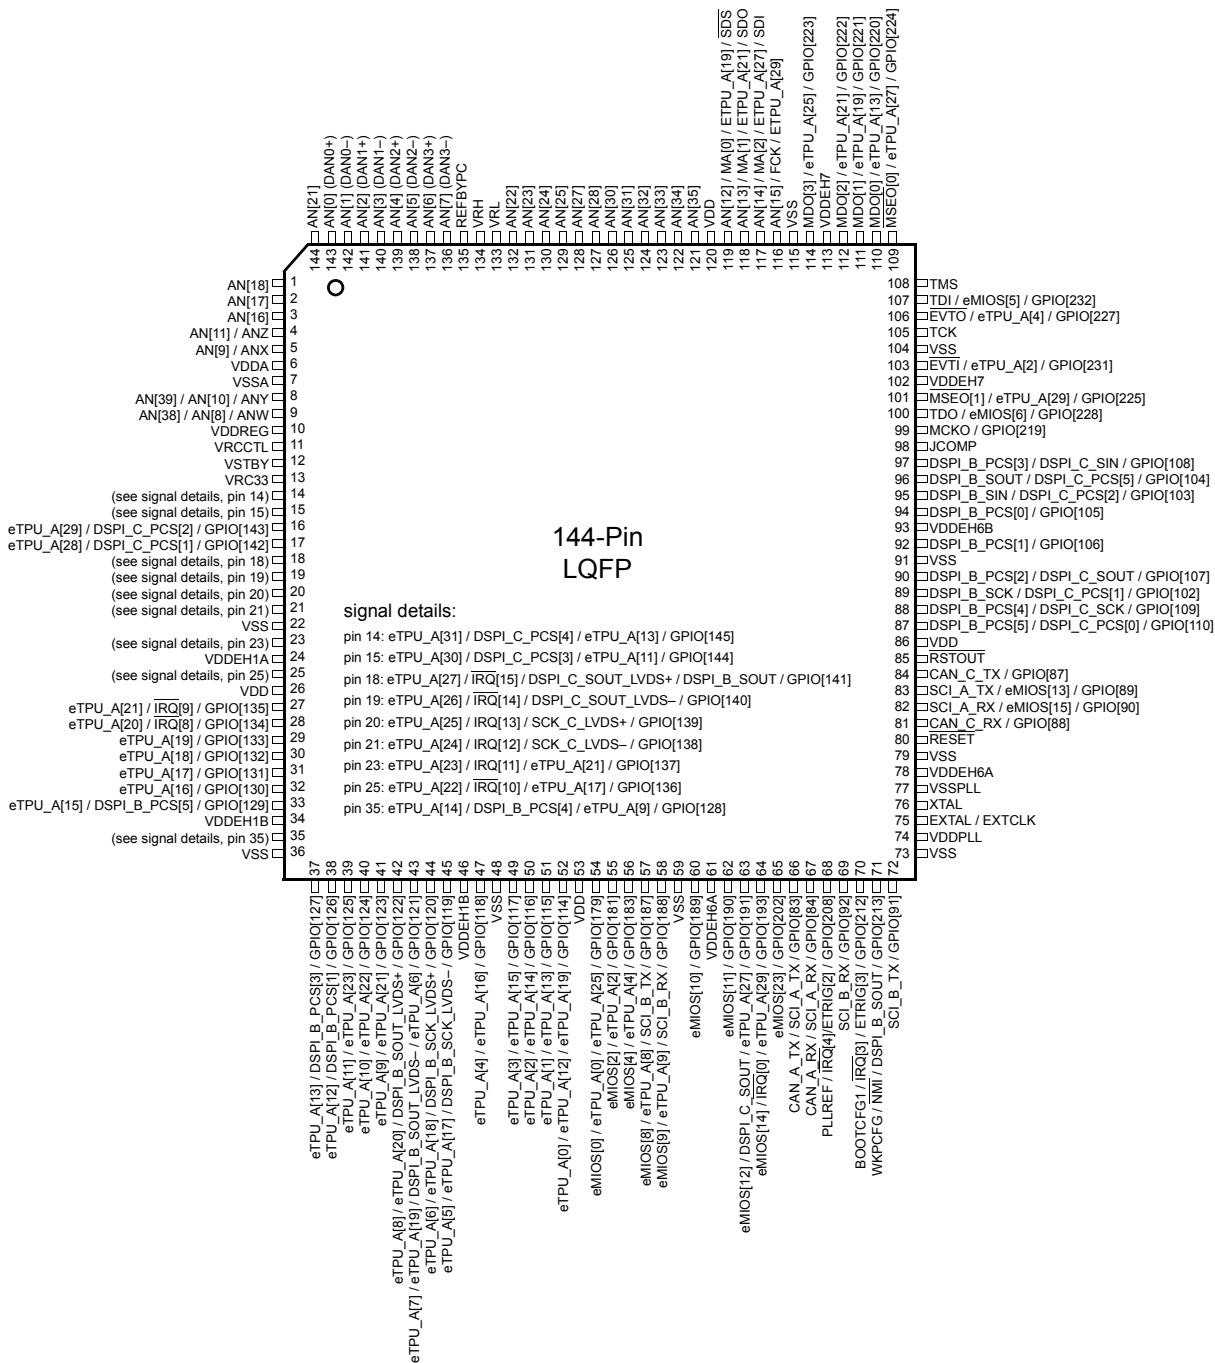 AN[21]
AN[0] (DAN0+)
AN[1] (DAN0–)
AN[2] (DAN1+)
AN[3] (DAN1–)
AN[4] (DAN2+)
AN[5] (DAN2–)
AN[6] (DAN3+)
AN[7] (DAN3–)
REFBYPC
VRH
VRL
AN[22]
AN[23]
AN[24]
AN[25]
AN[27]
AN[28]
AN[30]
AN[31]
AN[32]
AN[33]
AN[34]
AN[35]
VDD
AN[12] / MA[0] / ETPU_A[19] / SDS
AN[13] / MA[1] / ETPU_A[21] / SDO
AN[14] / MA[2] / ETPU_A[27] / SDI
AN[15] / FCK / ETPU_A[29]
VSS
MDO[3] / eTPU_A[25] / GPIO[223]
VDDEH7
MDO[2] / eTPU_A[21] / GPIO[222]
MDO[1] / eTPU_A[19] / GPIO[221]
MDO[0] / eTPU_A[13] / GPIO[220]
MSEO[0] / eTPU_A[27] / GPIO[224]
144
143
142
141
140
139
138
137
136
135
134
133
132
131
130
129
128
127
126
125
124
123
122
121
120
119
118
117
116
115
114
113
112
111
110
109
AN[18] 1
AN[17] 2
AN[16] 3
AN[11] / ANZ 4
AN[9] / ANX 5
VDDA 6
VSSA 7
AN[39] / AN[10] / ANY 8
AN[38] / AN[8] / ANW 9
VDDREG 10
VRCCTL 11
VSTBY 12
VRC33 13
(see signal details, pin 14) 14
(see signal details, pin 15) 15
eTPU_A[29] / DSPI_C_PCS[2] / GPIO[143] 16
eTPU_A[28] / DSPI_C_PCS[1] / GPIO[142] 17
(see signal details, pin 18) 18
(see signal details, pin 19) 19
(see signal details, pin 20) 20
(see signal details, pin 21) 21
VSS 22
(see signal details, pin 23) 23
VDDEH1A 24
(see signal details, pin 25) 25
VDD 26
eTPU_A[21] / IRQ[9] / GPIO[135] 27
eTPU_A[20] / IRQ[8] / GPIO[134] 28
eTPU_A[19] / GPIO[133] 29
eTPU_A[18] / GPIO[132] 30
eTPU_A[17] / GPIO[131] 31
eTPU_A[16] / GPIO[130] 32
eTPU_A[15] / DSPI_B_PCS[5] / GPIO[129] 33
VDDEH1B 34
(see signal details, pin 35) 35
VSS 36
144-Pin
LQFP
signal details:
pin 14: eTPU_A[31] / DSPI_C_PCS[4] / eTPU_A[13] / GPIO[145]
pin 15: eTPU_A[30] / DSPI_C_PCS[3] / eTPU_A[11] / GPIO[144]
pin 18: eTPU_A[27] / IRQ[15] / DSPI_C_SOUT_LVDS+ / DSPI_B_SOUT / GPIO[141]
pin 19: eTPU_A[26] / IRQ[14] / DSPI_C_SOUT_LVDS– / GPIO[140]
pin 20: eTPU_A[25] / IRQ[13] / SCK_C_LVDS+ / GPIO[139]
pin 21: eTPU_A[24] / IRQ[12] / SCK_C_LVDS– / GPIO[138]
pin 23: eTPU_A[23] / IRQ[11] / eTPU_A[21] / GPIO[137]
pin 25: eTPU_A[22] / IRQ[10] / eTPU_A[17] / GPIO[136]
pin 35: eTPU_A[14] / DSPI_B_PCS[4] / eTPU_A[9] / GPIO[128]
108 TMS
107 TDI / eMIOS[5] / GPIO[232]
106 EVTO / eTPU_A[4] / GPIO[227]
105 TCK
104 VSS
103 EVTI / eTPU_A[2] / GPIO[231]
102 VDDEH7
101 MSEO[1] / eTPU_A[29] / GPIO[225]
100 TDO / eMIOS[6] / GPIO[228]
99 MCKO / GPIO[219]
98 JCOMP
97 DSPI_B_PCS[3] / DSPI_C_SIN / GPIO[108]
96 DSPI_B_SOUT / DSPI_C_PCS[5] / GPIO[104]
95 DSPI_B_SIN / DSPI_C_PCS[2] / GPIO[103]
94 DSPI_B_PCS[0] / GPIO[105]
93 VDDEH6B
92 DSPI_B_PCS[1] / GPIO[106]
91 VSS
90 DSPI_B_PCS[2] / DSPI_C_SOUT / GPIO[107]
89 DSPI_B_SCK / DSPI_C_PCS[1] / GPIO[102]
88 DSPI_B_PCS[4] / DSPI_C_SCK / GPIO[109]
87 DSPI_B_PCS[5] / DSPI_C_PCS[0] / GPIO[110]
86 VDD
85 RSTOUT
84 CAN_C_TX / GPIO[87]
83 SCI_A_TX / eMIOS[13] / GPIO[89]
82 SCI_A_RX / eMIOS[15] / GPIO[90]
81 CAN_C_RX / GPIO[88]
80 RESET
79 VSS
78 VDDEH6A
77 VSSPLL
76 XTAL
75 EXTAL / EXTCLK
74 VDDPLL
73 VSS
37
38
39
40
41
42
43
44
45
46
47
48
49
50
51
52
53
54
55
56
57
58
59
60
61
62
63
64
65
66
67
68
69
70
71
72
eTPU_A[13] / DSPI_B_PCS[3] / GPIO[127]
eTPU_A[12] / DSPI_B_PCS[1] / GPIO[126]
eTPU_A[11] / eTPU_A[23] / GPIO[125]
eTPU_A[10] / eTPU_A[22] / GPIO[124]
eTPU_A[9] / eTPU_A[21] / GPIO[123]
eTPU_A[8] / eTPU_A[20] / DSPI_B_SOUT_LVDS+ / GPIO[122]
eTPU_A[7] / eTPU_A[19] / DSPI_B_SOUT_LVDS– / eTPU_A[6] / GPIO[121]
eTPU_A[6] / eTPU_A[18] / DSPI_B_SCK_LVDS+ / GPIO[120]
eTPU_A[5] / eTPU_A[17] / DSPI_B_SCK_LVDS– / GPIO[119]
VDDEH1B
eTPU_A[4] / eTPU_A[16] / GPIO[118]
VSS
eTPU_A[3] / eTPU_A[15] / GPIO[117]
eTPU_A[2] / eTPU_A[14] / GPIO[116]
eTPU_A[1] / eTPU_A[13] / GPIO[115]
eTPU_A[0] / eTPU_A[12] / eTPU_A[19] / GPIO[114]
VDD
eMIOS[0] / eTPU_A[0] / eTPU_A[25] / GPIO[179]
eMIOS[2] / eTPU_A[2] / GPIO[181]
eMIOS[4] / eTPU_A[4] / GPIO[183]
eMIOS[8] / eTPU_A[8] / SCI_B_TX / GPIO[187]
eMIOS[9] / eTPU_A[9] / SCI_B_RX / GPIO[188]
VSS
eMIOS[10] / GPIO[189]
VDDEH6A
eMIOS[11] / GPIO[190]
eMIOS[12] / DSPI_C_SOUT / eTPU_A[27] / GPIO[191]
eMIOS[14] / IRQ[0] / eTPU_A[29] / GPIO[193]
eMIOS[23] / GPIO[202]
CAN_A_TX / SCI_A_TX / GPIO[83]
CAN_A_RX / SCI_A_RX / GPIO[84]
PLLREF / IRQ[4]/ETRIG[2] / GPIO[208]
SCI_B_RX / GPIO[92]
BOOTCFG1 / IRQ[3] / ETRIG[3] / GPIO[212]
WKPCFG / NMI / DSPI_B_SOUT / GPIO[213]
SCI_B_TX / GPIO[91]